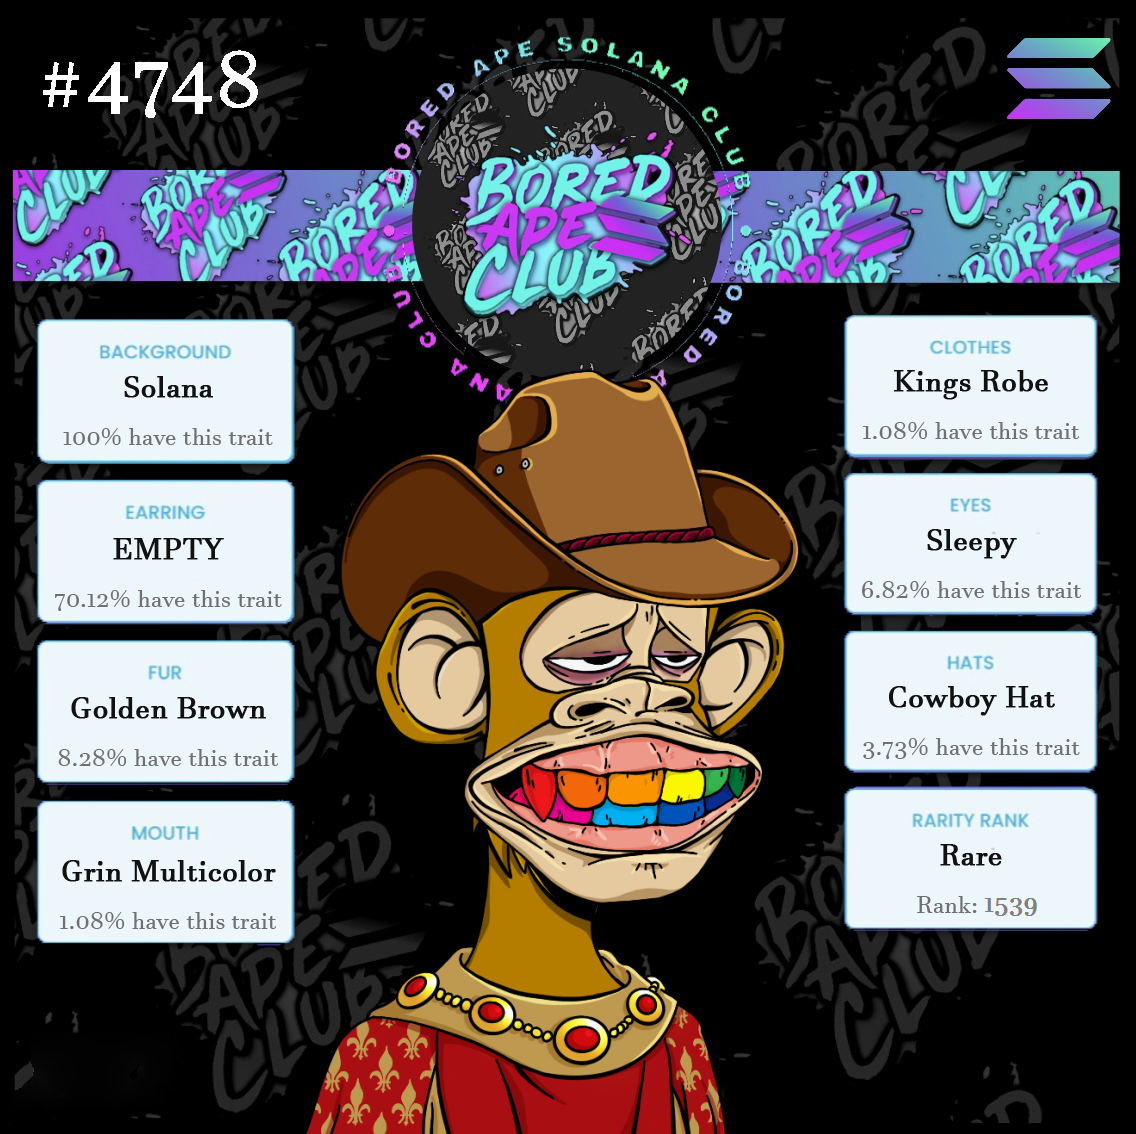 #4748
BORED APE SOLANA CLUB
BORED
APE
CLUB
BACKGROUND
Solana
100% have this trait
EARRING
EMPTY
70.12% have this trait
FUR
Golden Brown
8.28% have this trait
MOUTH
Grin Multicolor
1.08% have this trait
CLOTHES
Kings Robe
1.08% have this trait
EYES
Sleepy
6.82% have this trait
HATS
Cowboy Hat
3.73% have this trait
RARITY RANK
Rare
Rank: 1539